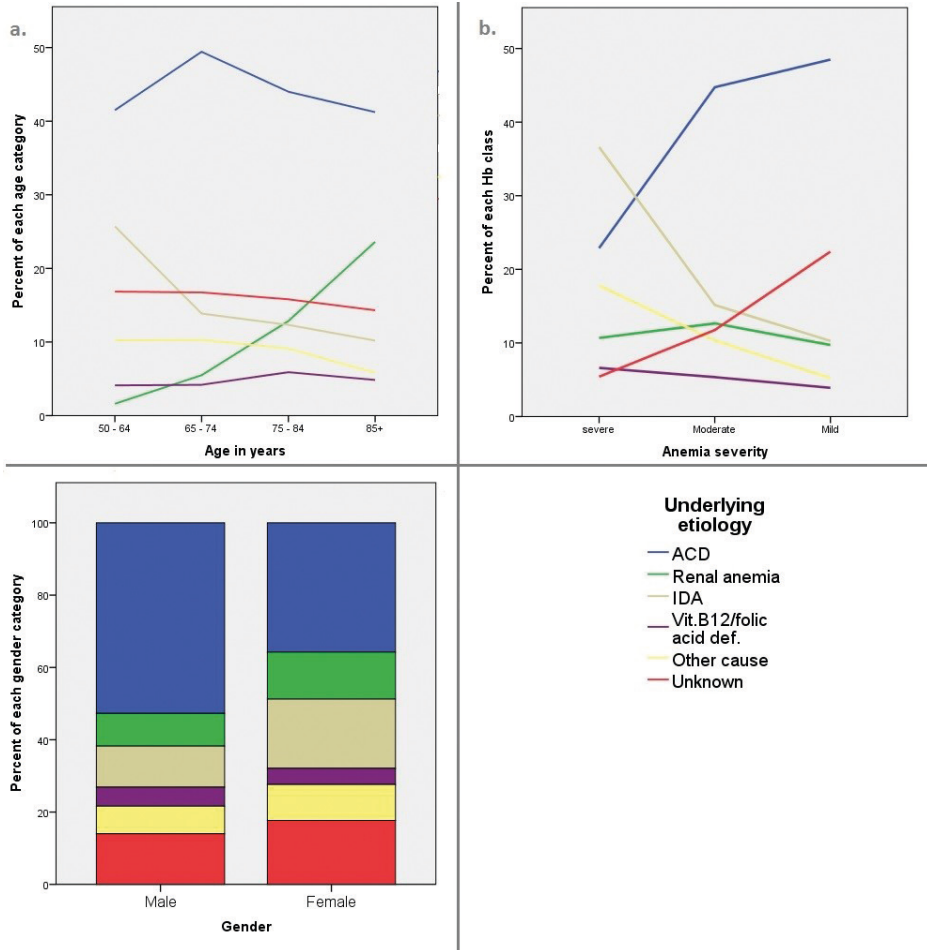 a.
Percent of each age category
50
40
30
20
10
0
50 - 64
65 - 74
75 - 84
85+
Age in years
b.
Percent of each Hb class
50
40
30
20
10
0
severe
Moderate
Mild
Anemia severity
Percent of each gender category
100
80
60
40
20
0
Male
Female
Gender
Underlying
etiology
ACD
Renal anemia
IDA
Vit.B12/folic
acid def.
Other cause
Unknown